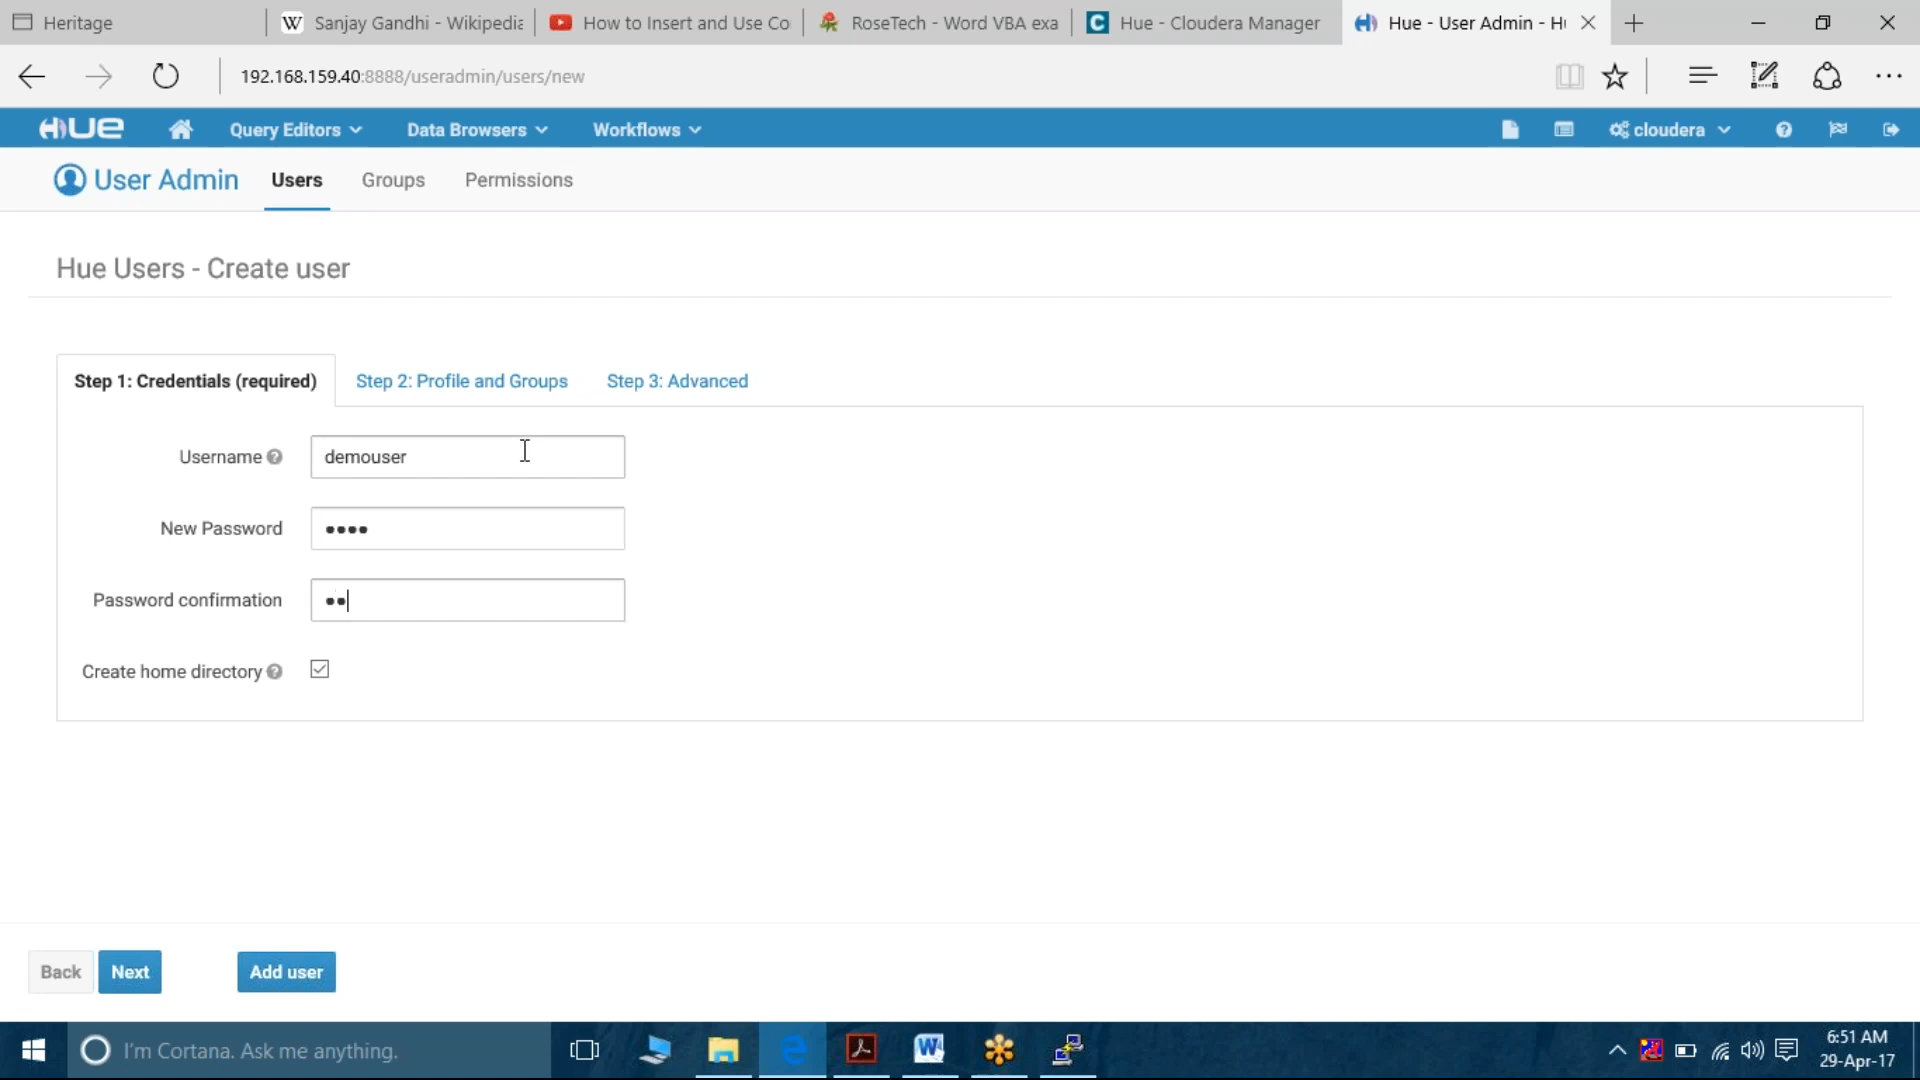 Heritage
Sanjay Gandhi - Wikipedia
How to Insert and Use Co
RoseTech - Word VBA exa
Hue - Cloudera Manager
Hue - User Admin - H
192.168.159.40:8888/useradmin/users/new
HUE
Query Editors
Data Browsers
Workflows
cloudera
User Admin
Users
Groups
Permissions
Hue Users - Create user
Step 1: Credentials (required)
Step 2: Profile and Groups
Step 3: Advanced
Username
demouser
New Password
••••
Password confirmation
••
Create home directory
Back
Next
Add user
I'm Cortana. Ask me anything.
6:51 AM
29-Apr-17